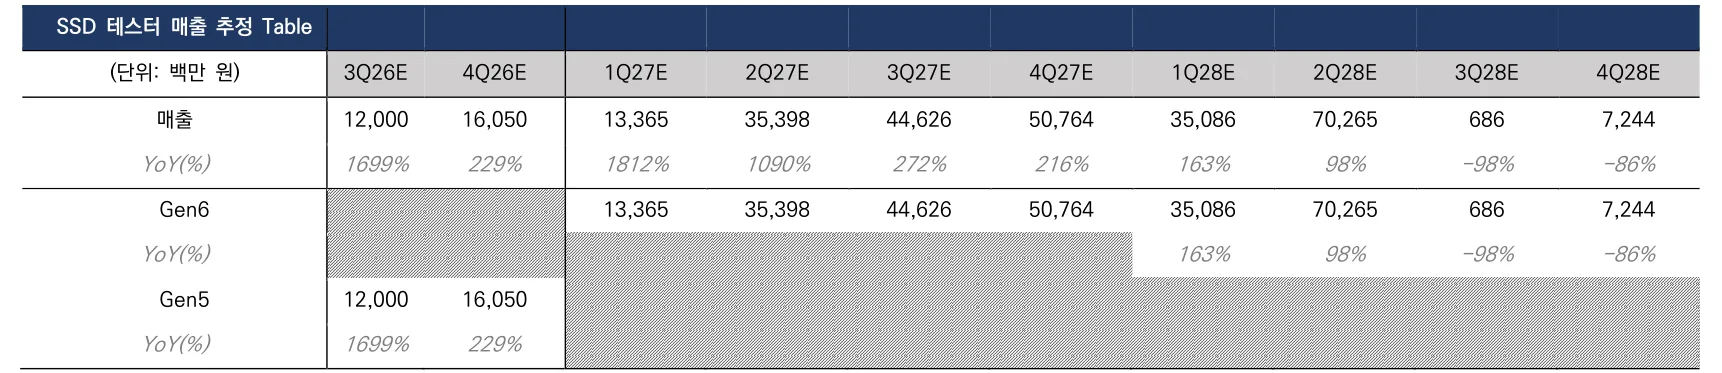 SSD 테스터 매출 추정 Table
(단위: 백만 원) 3Q26E 4Q26E 1Q27E 2Q27E 3Q27E 4Q27E 1Q28E 2Q28E 3Q28E 4Q28E
매출 12,000 16,050 13,365 35,398 44,626 50,764 35,086 70,265 686 7,244
YoY(%) 1699% 229% 1812% 1090% 272% 216% 163% 98% -98% -86%
Gen6 13,365 35,398 44,626 50,764 35,086 70,265 686 7,244
YoY(%) 163% 98% -98% -86%
Gen5 12,000 16,050
YoY(%) 1699% 229%